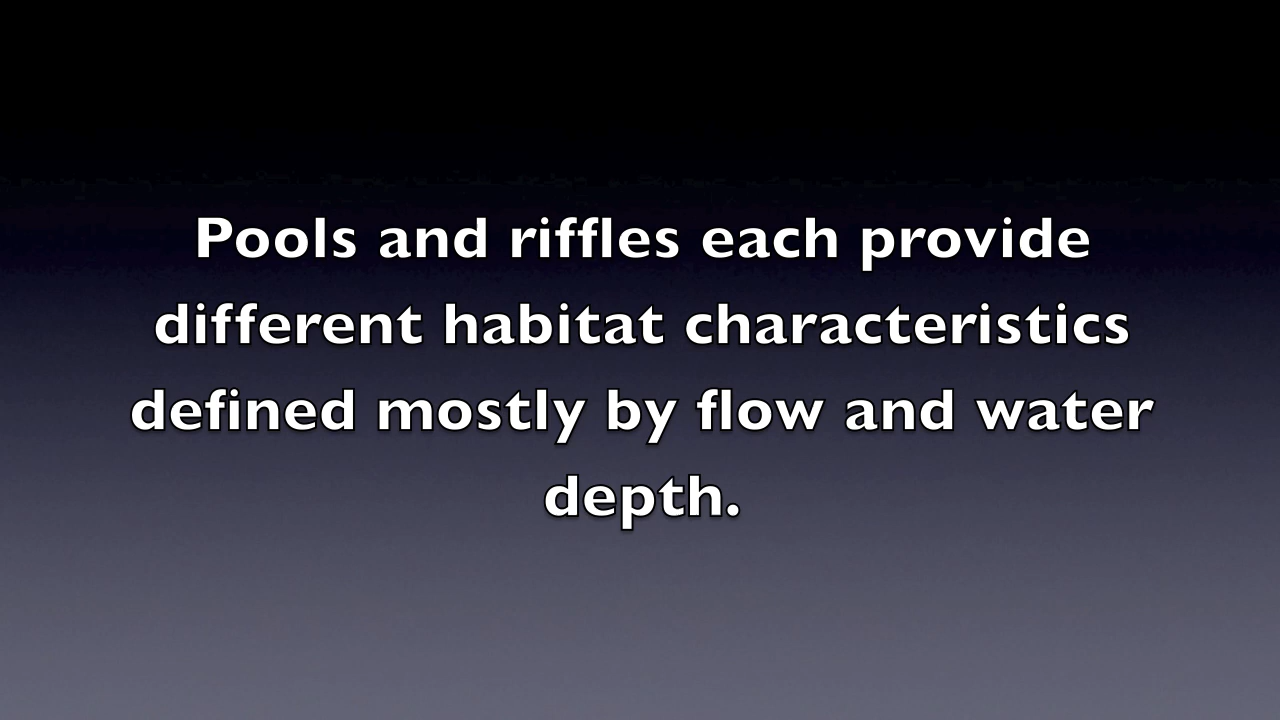 Pools and riffles each provide
different habitat characteristics
defined mostly by flow and water
depth.